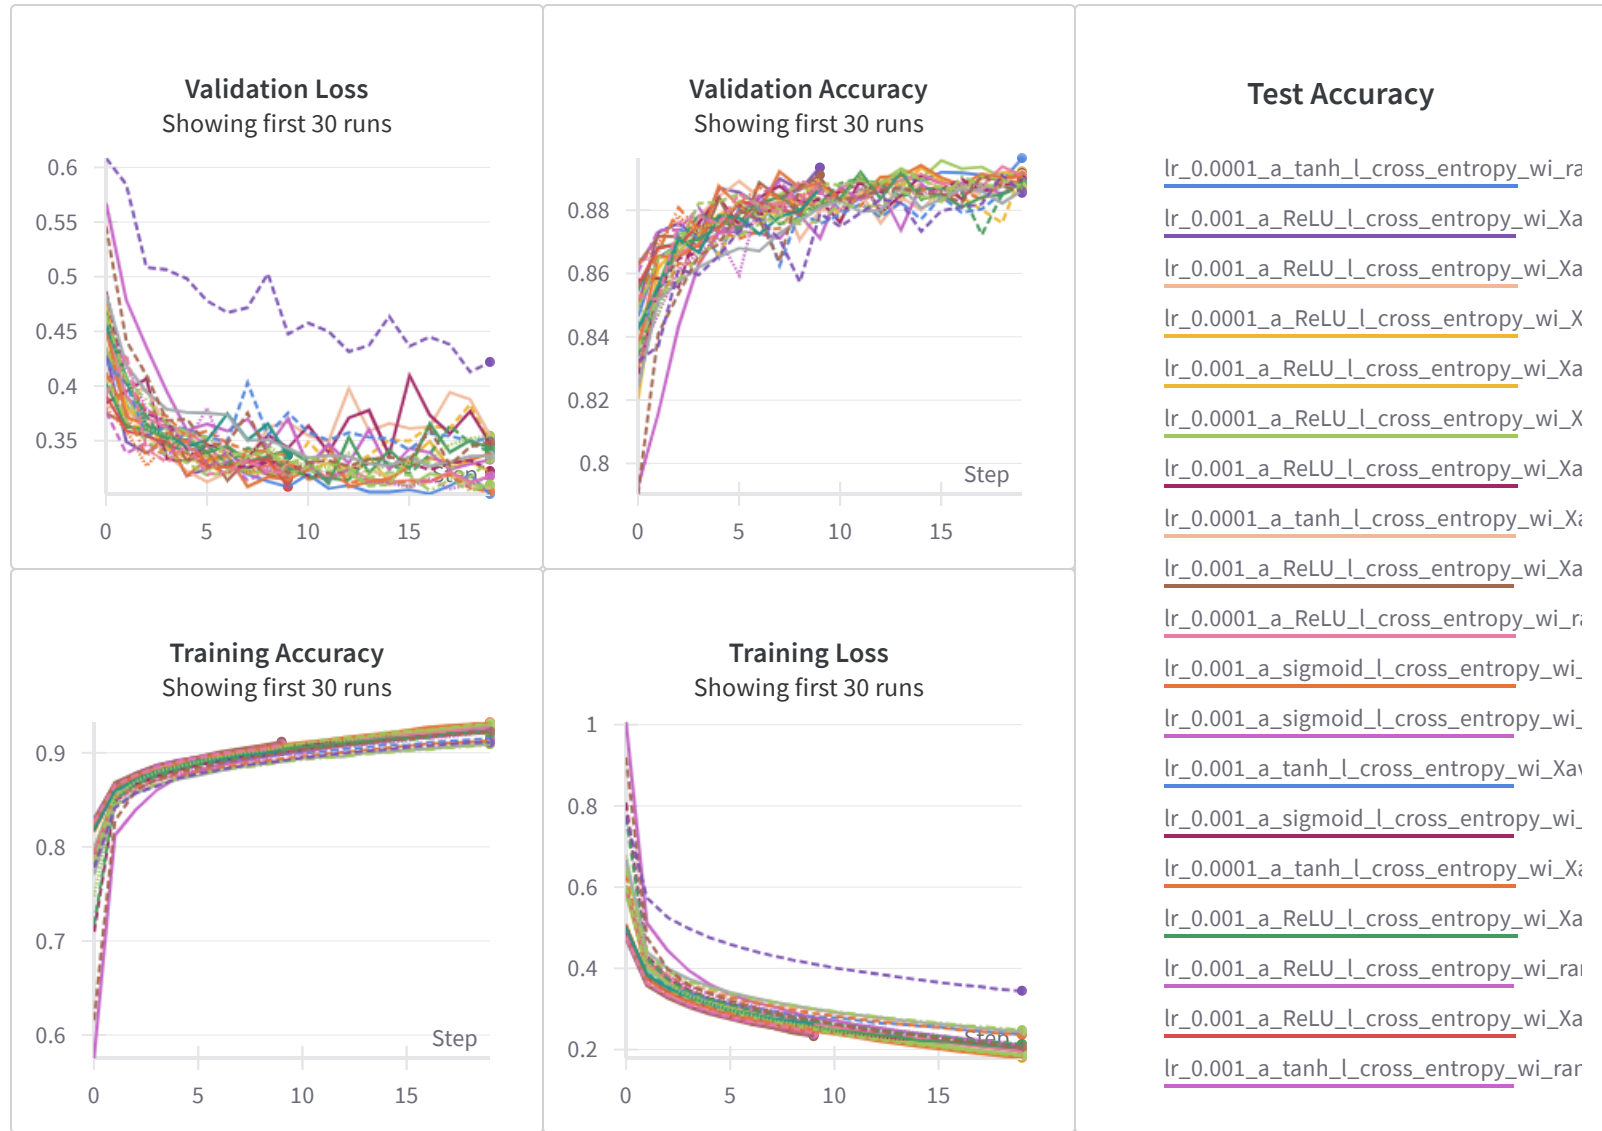 Validation Loss
Showing first 30 runs
0.6
0.55
0.5
0.45
0.4
0.35
Step
0 5 10 15
Validation Accuracy
Showing first 30 runs
0.88
0.86
0.84
0.82
0.8
Step
0 5 10 15
Training Accuracy
Showing first 30 runs
0.9
0.8
0.7
0.6
Step
0 5 10 15
Training Loss
Showing first 30 runs
1
0.8
0.6
0.4
0.2
Step
0 5 10 15
Test Accuracy
lr_0.0001_a_tanh_l_cross_entropy_wi_ra
lr_0.001_a_ReLU_l_cross_entropy_wi_Xa
lr_0.001_a_ReLU_l_cross_entropy_wi_Xa
lr_0.0001_a_ReLU_l_cross_entropy_wi_X
lr_0.001_a_ReLU_l_cross_entropy_wi_Xa
lr_0.0001_a_ReLU_l_cross_entropy_wi_X
lr_0.001_a_ReLU_l_cross_entropy_wi_Xa
lr_0.0001_a_tanh_l_cross_entropy_wi_Xa
lr_0.001_a_ReLU_l_cross_entropy_wi_Xa
lr_0.0001_a_ReLU_l_cross_entropy_wi_ra
lr_0.001_a_sigmoid_l_cross_entropy_wi_
lr_0.001_a_sigmoid_l_cross_entropy_wi_
lr_0.001_a_tanh_l_cross_entropy_wi_Xav
lr_0.001_a_sigmoid_l_cross_entropy_wi_
lr_0.0001_a_tanh_l_cross_entropy_wi_Xa
lr_0.001_a_ReLU_l_cross_entropy_wi_Xa
lr_0.001_a_ReLU_l_cross_entropy_wi_ran
lr_0.001_a_ReLU_l_cross_entropy_wi_Xa
lr_0.001_a_tanh_l_cross_entropy_wi_ran